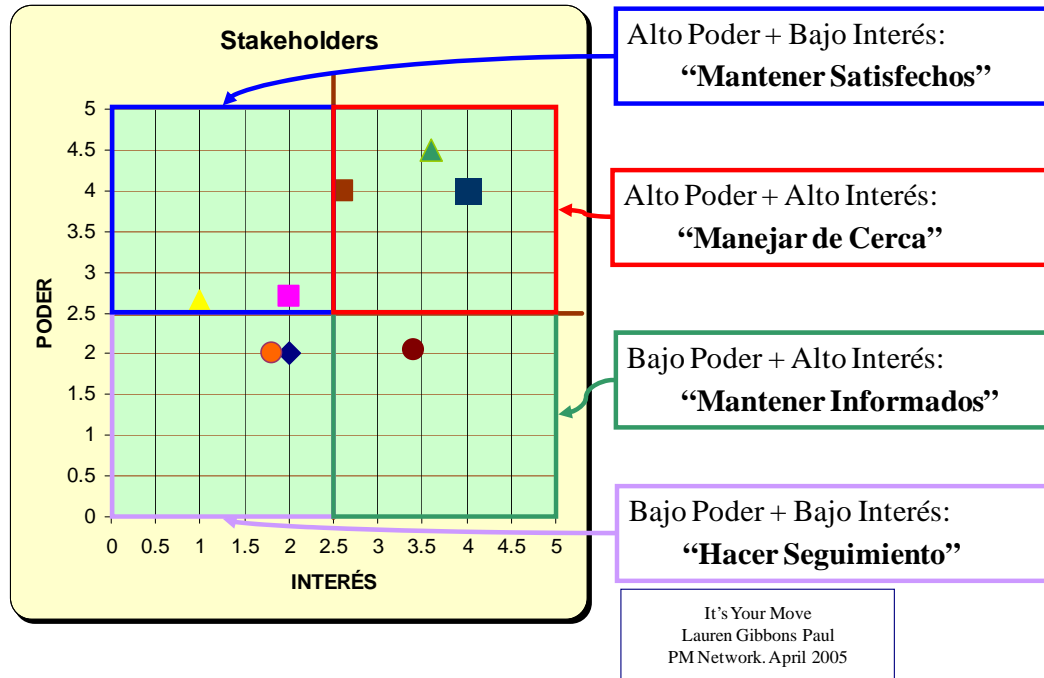 Stakeholders
5
4.5
4
3.5
3
2.5
2
1.5
1
0.5
0
PODER
0 0.5 1 1.5 2 2.5 3 3.5 4 4.5 5
INTERÉS
Alto Poder + Bajo Interés:
“Mantener Satisfechos”
Alto Poder + Alto Interés:
“Manejar de Cerca”
Bajo Poder + Alto Interés:
“Mantener Informados”
Bajo Poder + Bajo Interés:
“Hacer Seguimiento”
It’s Your Move
Lauren Gibbons Paul
PM Network. April 2005